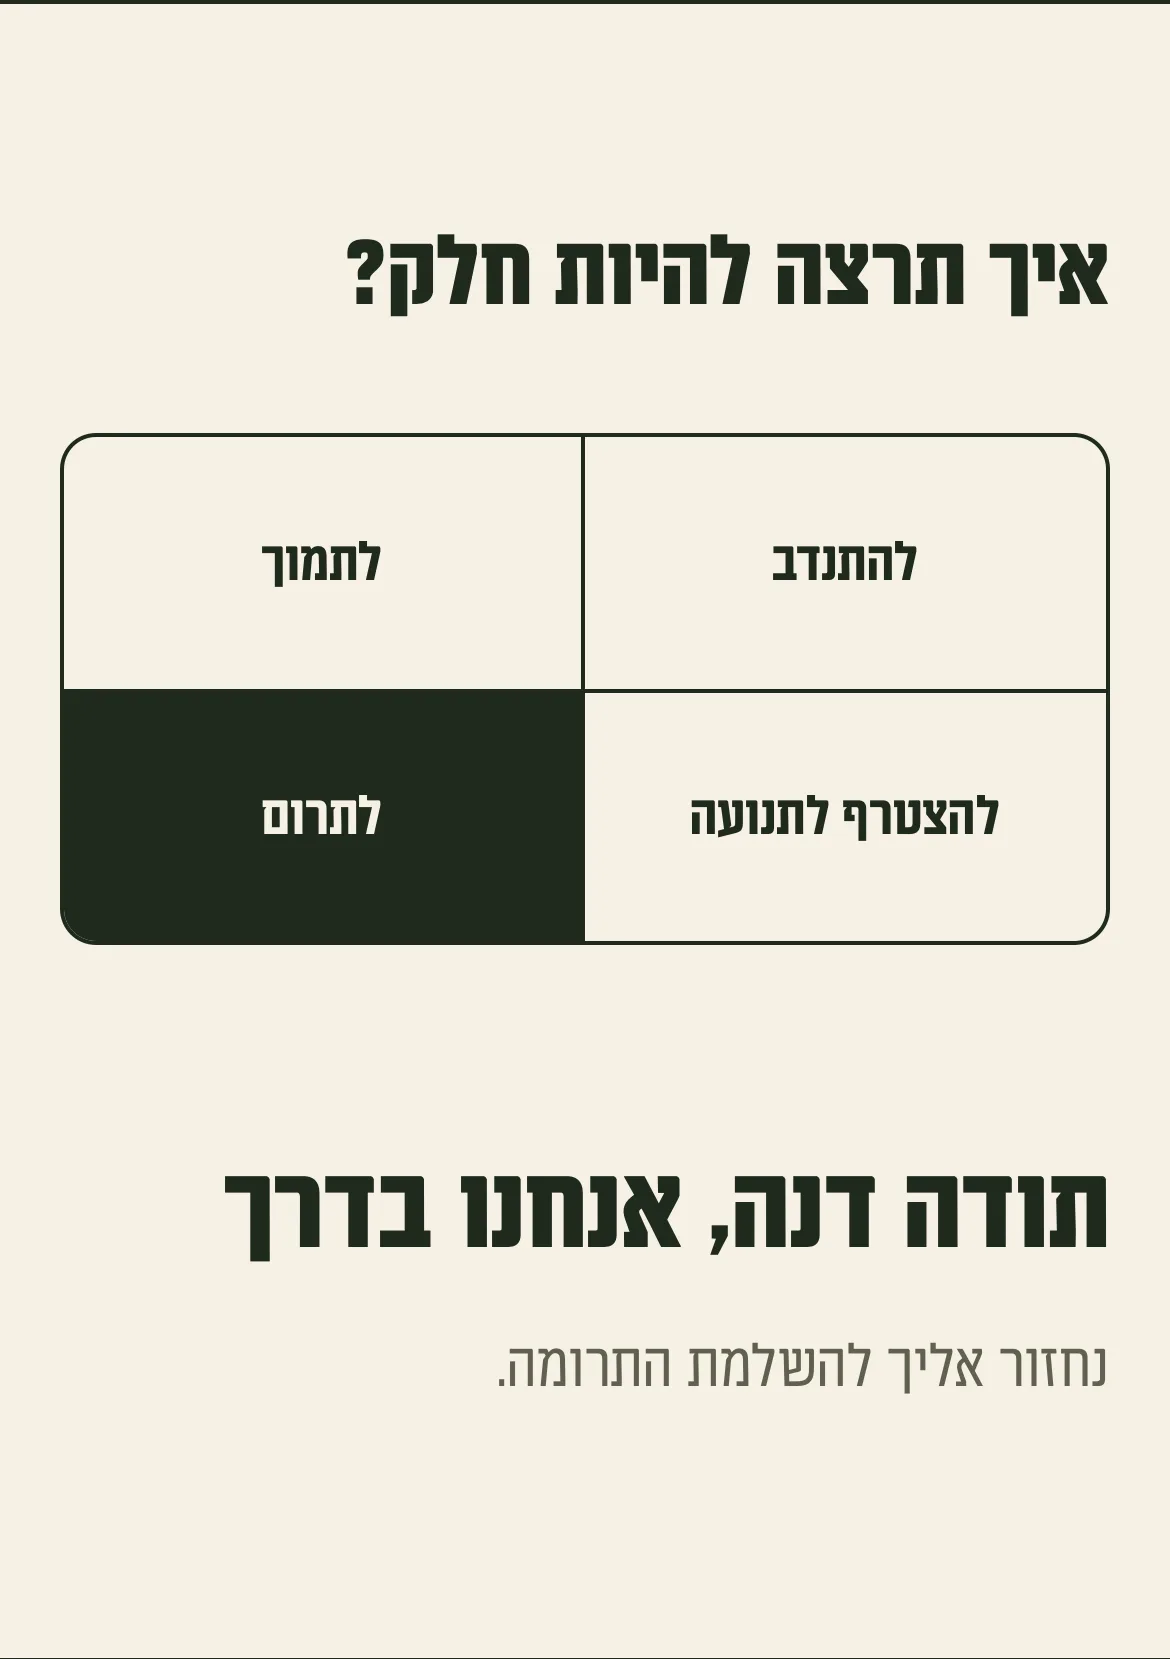 איך תרצה להיות חלק?
להתנדב
לתמוך
להצטרף לתנועה
לתרום
תודה דנה, אנחנו בדרך
נחזור אליך להשלמת התרומה.